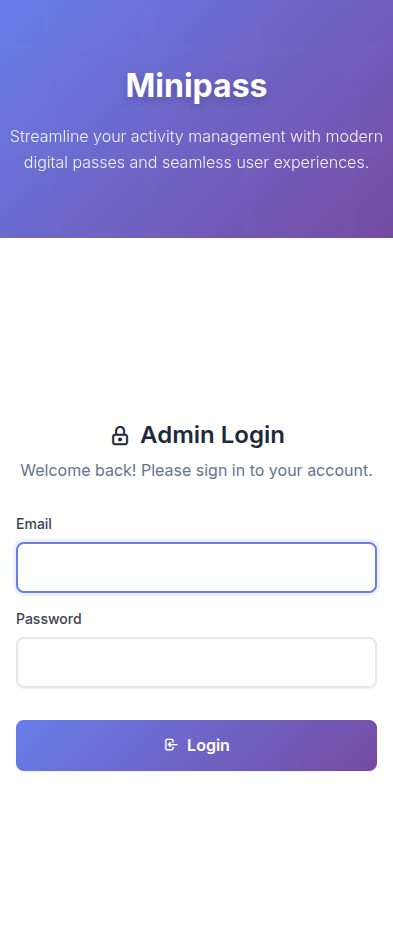 Minipass
Streamline your activity management with modern
digital passes and seamless user experiences.
Admin Login
Welcome back! Please sign in to your account.
Email
Password
Login